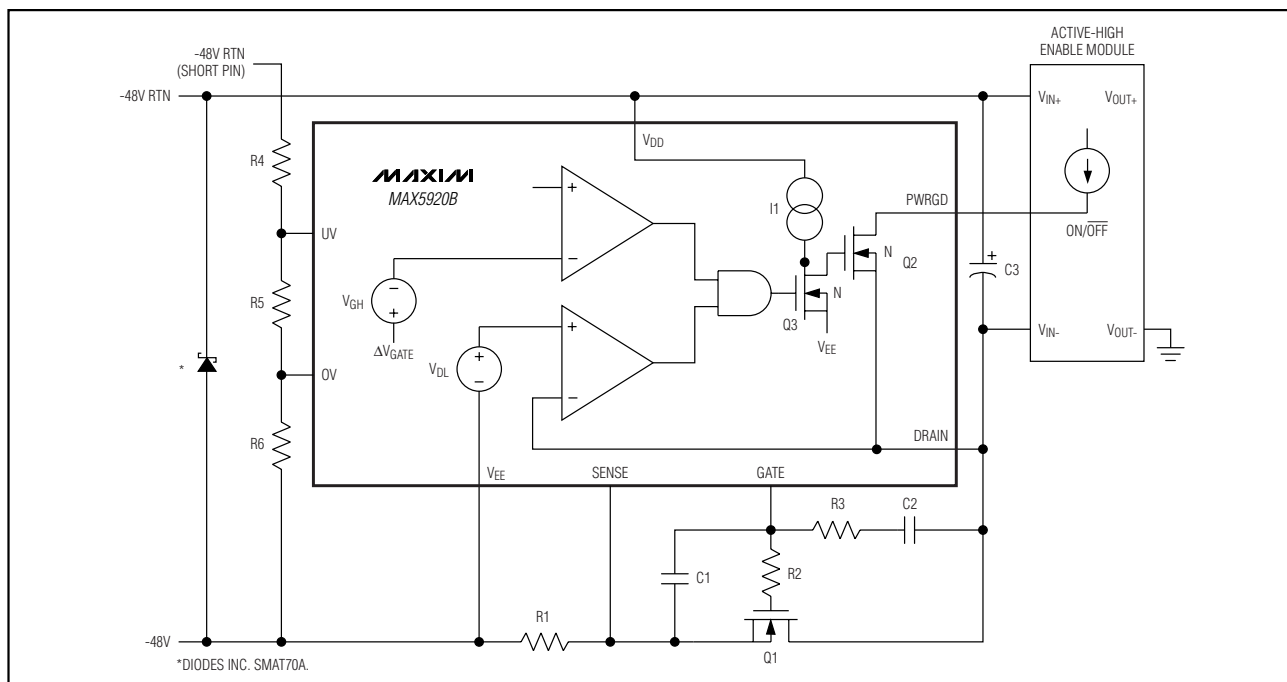 ACTIVE-HIGH
ENABLE MODULE
-48V RTN
(SHORT PIN)
-48V RTN
VIN+
VOUT+
VDD
R4
MAXIM
MAX5920B
+
−
I1
PWRGD
ON/OFF
UV
N
Q2
+
C3
−
VGH
+
R5
N
Q3
VEE
+
−
VIN-
VOUT-
ΔVGATE
+
VDL
−
*
OV
DRAIN
R6
VEE
SENSE
GATE
R3
C2
C1
R2
R1
-48V
Q1
*DIODES INC. SMAT70A.